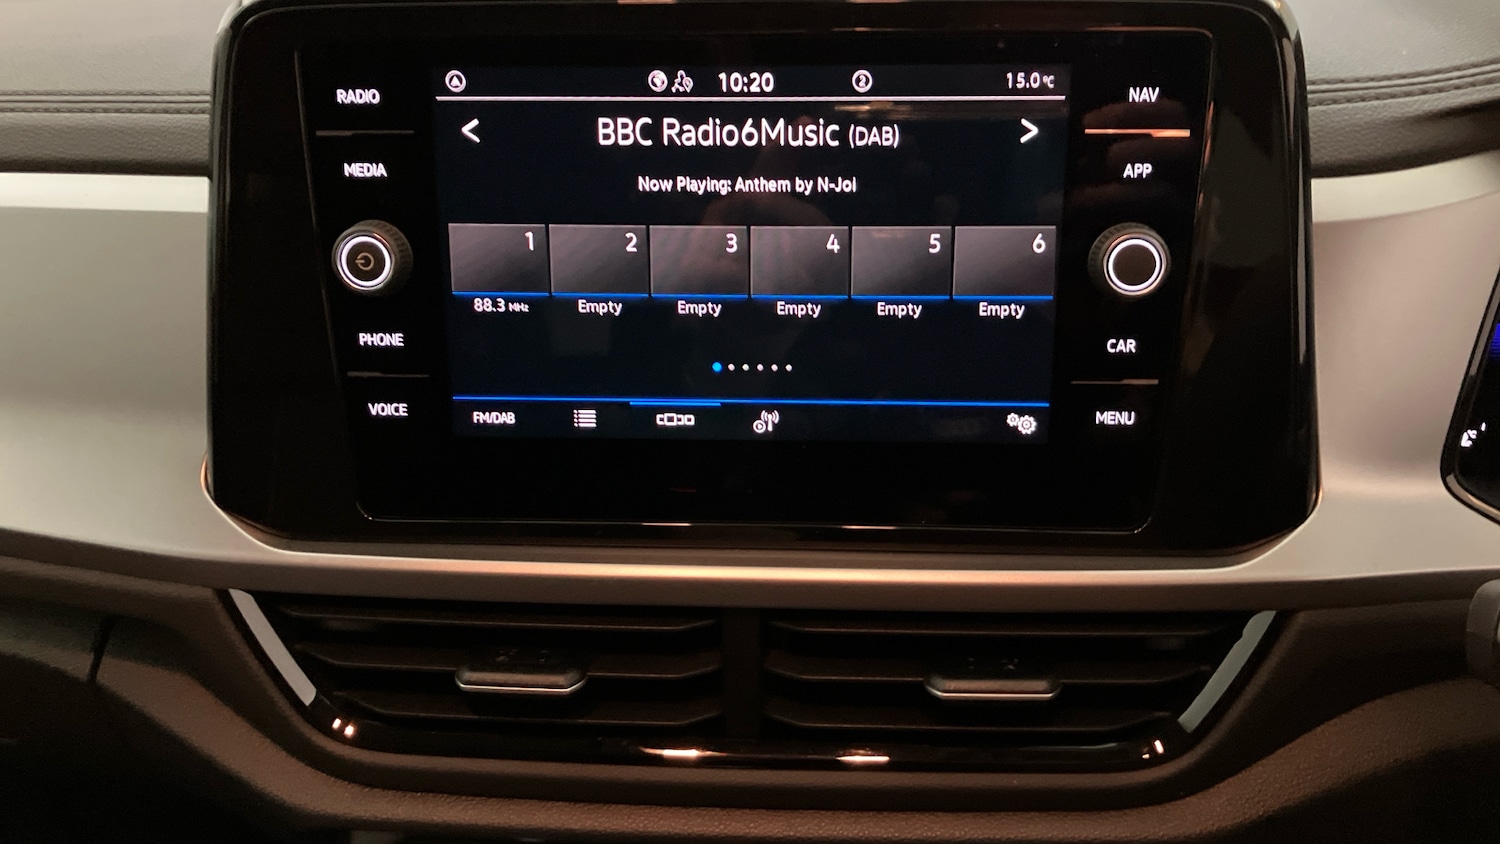 RADIO
MEDIA
PHONE
VOICE
10:20
2
15.0°C
BBC Radio6Music (DAB)
Now Playing: Anthem by N-Joi
1 2 3 4 5 6
88.3 MHz Empty Empty Empty Empty Empty
FM/DAB
NAV
APP
CAR
MENU